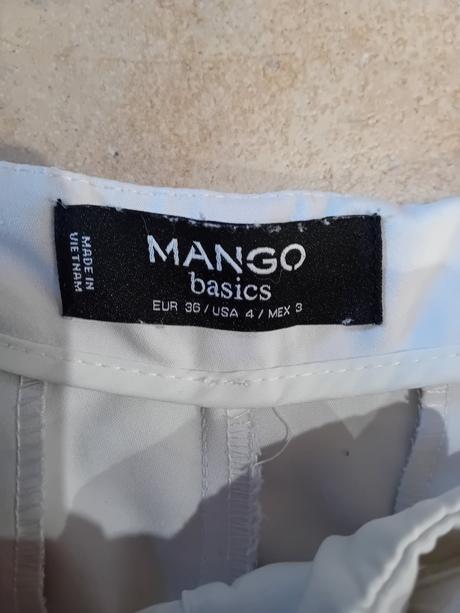 MANGO
basics
EUR 36 / USA 4 / MEX 3
MADE IN
VIETNAM